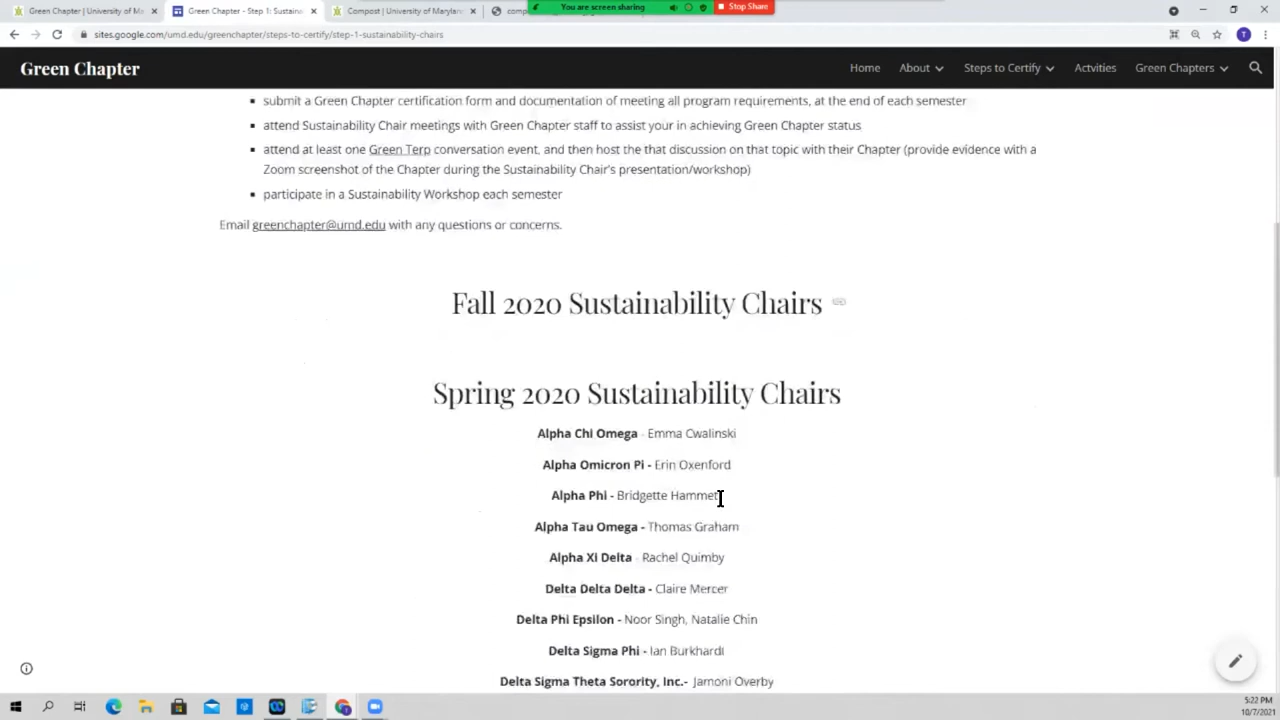 Green Chapter | University of Ma
Green Chapter - Step 1: Sustaina
Compost | University of Marylan
comp
You are screen sharing
Stop Share
sites.google.com/umd.edu/greenchapter/steps-to-certify/step-1-sustainability-chairs
T
Green Chapter
Home
About
Steps to Certify
Actvities
Green Chapters
submit a Green Chapter certification form and documentation of meeting all program requirements, at the end of each semester
attend Sustainability Chair meetings with Green Chapter staff to assist your in achieving Green Chapter status
attend at least one Green Terp conversation event, and then host the that discussion on that topic with their Chapter (provide evidence with a
Zoom screenshot of the Chapter during the Sustainability Chair's presentation/workshop)
participate in a Sustainability Workshop each semester
Email greenchapter@umd.edu with any questions or concerns.
Fall 2020 Sustainability Chairs
Spring 2020 Sustainability Chairs
Alpha Chi Omega - Emma Cwalinski
Alpha Omicron Pi - Erin Oxenford
Alpha Phi - Bridgette Hammet
Alpha Tau Omega - Thomas Graham
Alpha Xi Delta - Rachel Quimby
Delta Delta Delta - Claire Mercer
Delta Phi Epsilon - Noor Singh, Natalie Chin
Delta Sigma Phi - Ian Burkhardt
Delta Sigma Theta Sorority, Inc.- Jamoni Overby
5:22 PM
10/7/2021